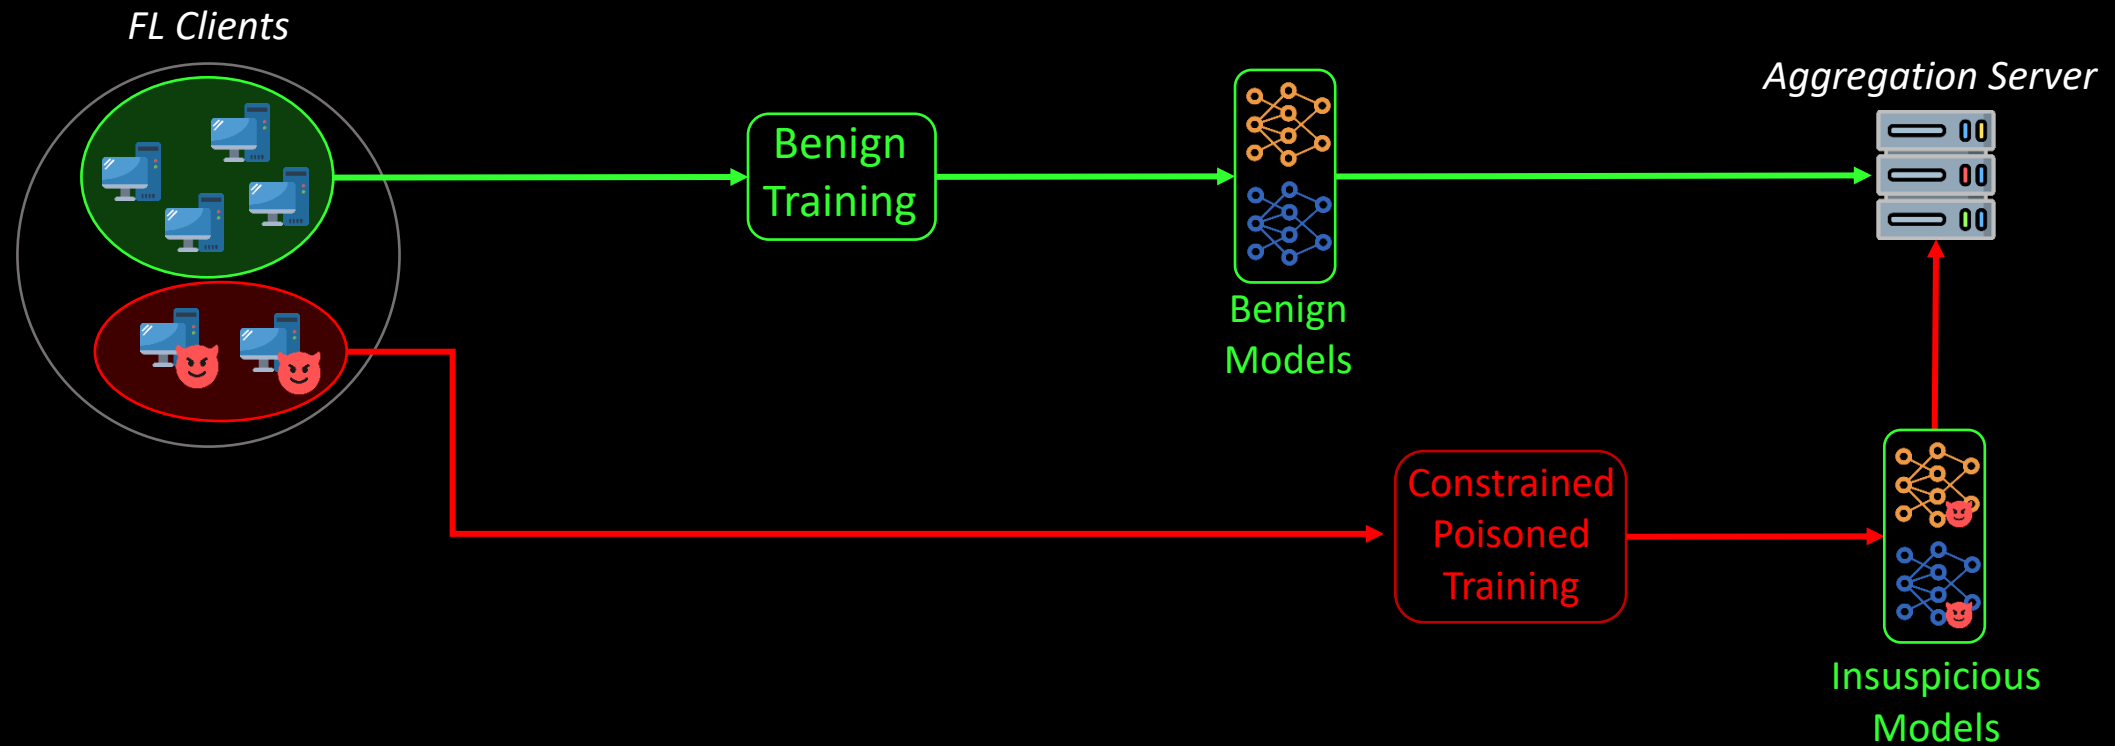 FL Clients
Aggregation Server
Benign
Training
Benign
Models
Constrained
Poisoned
Training
Insuspicious
Models